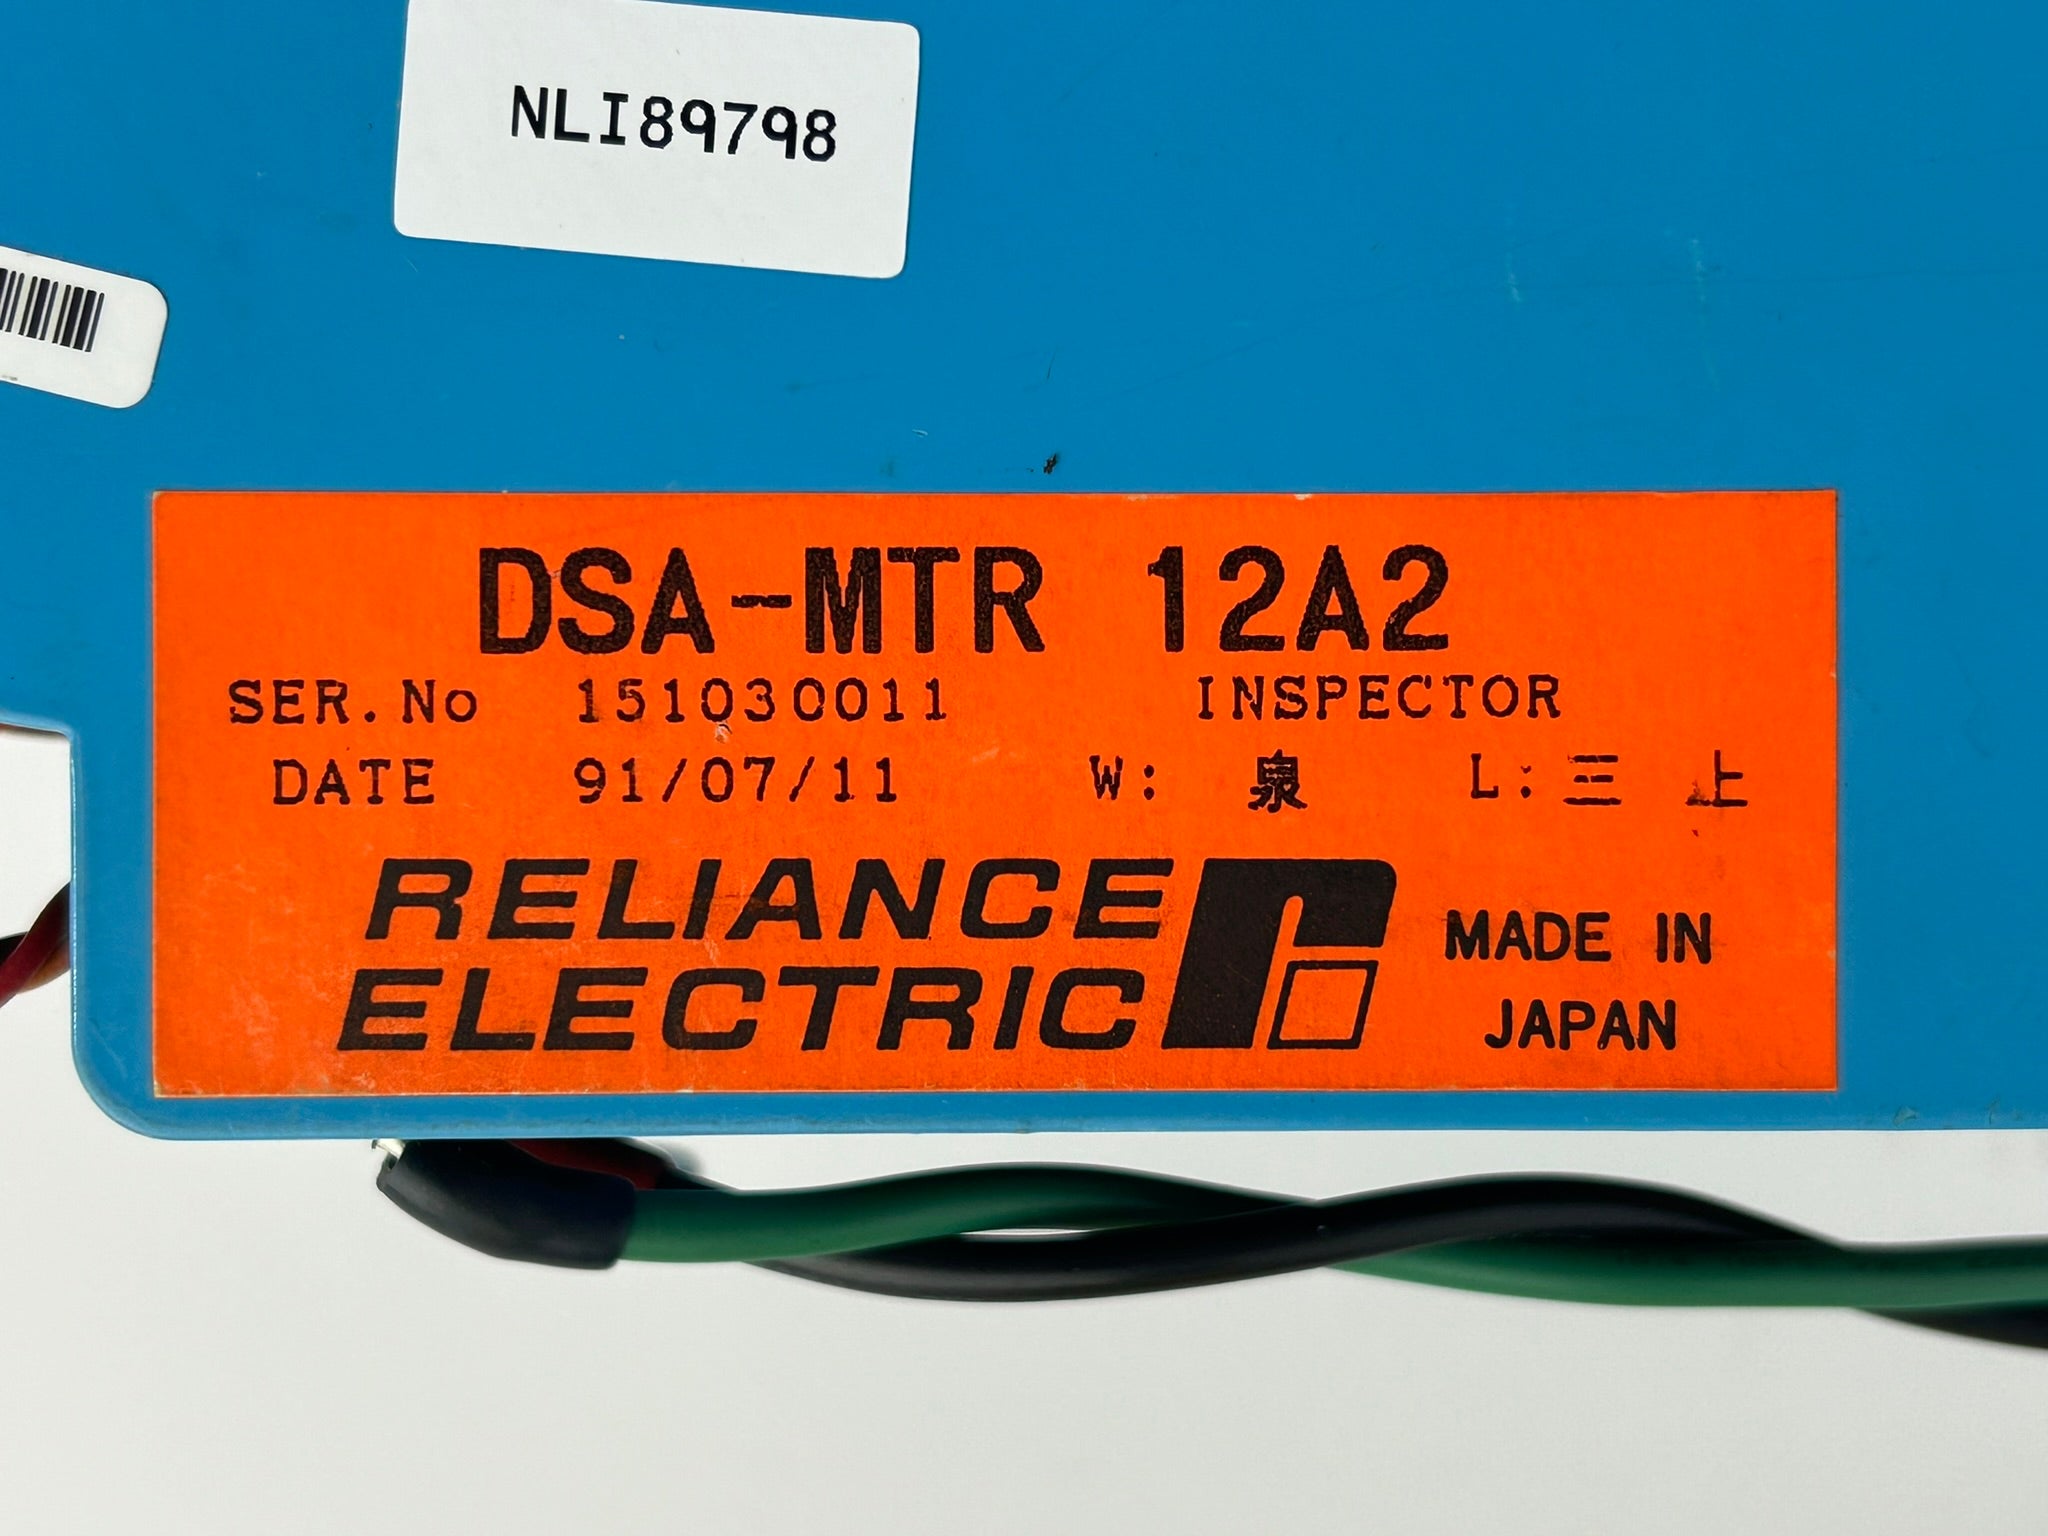 NLI89798
DSA-MTR 12A2
SER.No 151030011 INSPECTOR
DATE 91/07/11 W: 泉 L: 三 上
RELIANCE
ELECTRIC
MADE IN
JAPAN